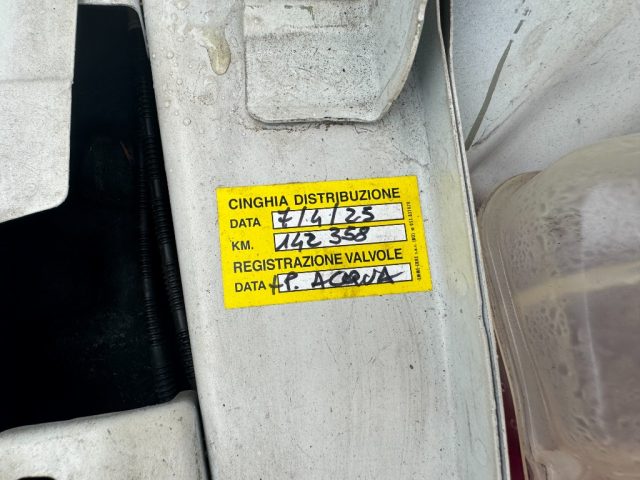 CINGHIA DISTRIBUZIONE
DATA 7/4/25
KM. 142 358
REGISTRAZIONE VALVOLE
DATA +P. ACQUA